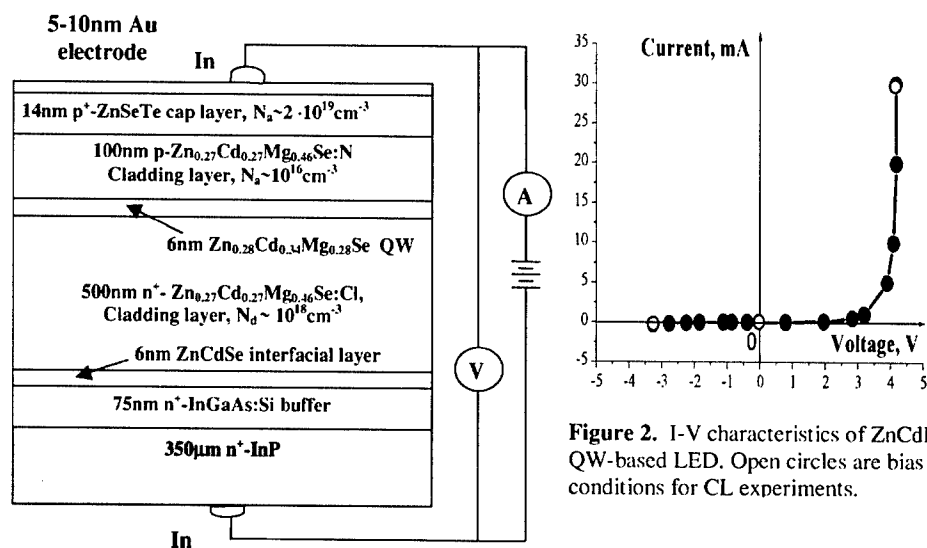 5-10nm Au
electrode
In
14nm p⁺-ZnSeTe cap layer, Nₐ~2 ·10¹⁹cm⁻³
100nm p-Zn₀.₂₇Cd₀.₂₇Mg₀.₄₆Se:N
Cladding layer, Nₐ~10¹⁶cm⁻³
6nm Zn₀.₂₈Cd₀.₃₄Mg₀.₂₈Se QW
500nm n⁺- Zn₀.₂₇Cd₀.₂₇Mg₀.₄₆Se:Cl,
Cladding layer, N_d ~ 10¹⁸cm⁻³
6nm ZnCdSe interfacial layer
75nm n⁺-InGaAs:Si buffer
350µm n⁺-InP
In
A
V
Current, mA
35
30
25
20
15
10
5
0
-5
0
Voltage, V
-5 -4 -3 -2 -1 0 1 2 3 4 5
Figure 2. I-V characteristics of ZnCd
QW-based LED. Open circles are bias
conditions for CL experiments.